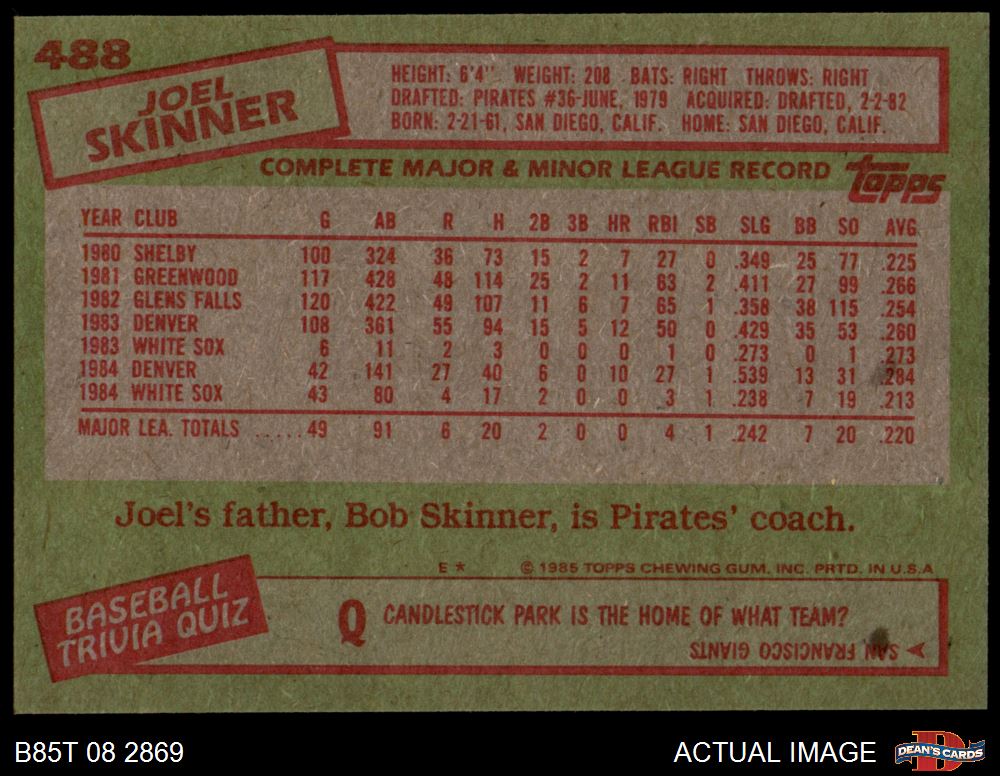 488
JOEL
SKINNER
HEIGHT: 6'4" WEIGHT: 208 BATS: RIGHT THROWS: RIGHT
DRAFTED: PIRATES #36-JUNE, 1979 ACQUIRED: DRAFTED, 2-2-82
BORN: 2-21-61, SAN DIEGO, CALIF. HOME: SAN DIEGO, CALIF.
COMPLETE MAJOR & MINOR LEAGUE RECORD topps
YEAR CLUB G AB R H 2B 3B HR RBI SB SLG BB SO AVG
1980 SHELBY 100 324 36 73 15 2 7 27 0 .349 25 77 .225
1981 GREENWOOD 117 428 48 114 25 2 11 63 2 .411 27 99 .266
1982 GLENS FALLS 120 422 49 107 11 6 7 65 1 .358 38 115 .254
1983 DENVER 108 361 55 94 15 5 12 50 0 .429 35 53 .260
1983 WHITE SOX 6 11 2 3 0 0 0 1 0 .273 0 1 .273
1984 DENVER 42 141 27 40 6 0 10 27 1 .539 13 31 .284
1984 WHITE SOX 43 80 4 17 2 0 0 3 1 .238 7 19 .213
MAJOR LEA. TOTALS ......49 91 6 20 2 0 0 4 1 .242 7 20 .220
Joel's father, Bob Skinner, is Pirates' coach.
E * © 1985 TOPPS CHEWING GUM, INC. PRTD. IN U.S.A
BASEBALL
TRIVIA QUIZ
Q CANDLESTICK PARK IS THE HOME OF WHAT TEAM?
SAN FRANCISCO GIANTS
B85T 08 2869
ACTUAL IMAGE
D
DEAN'S CARDS